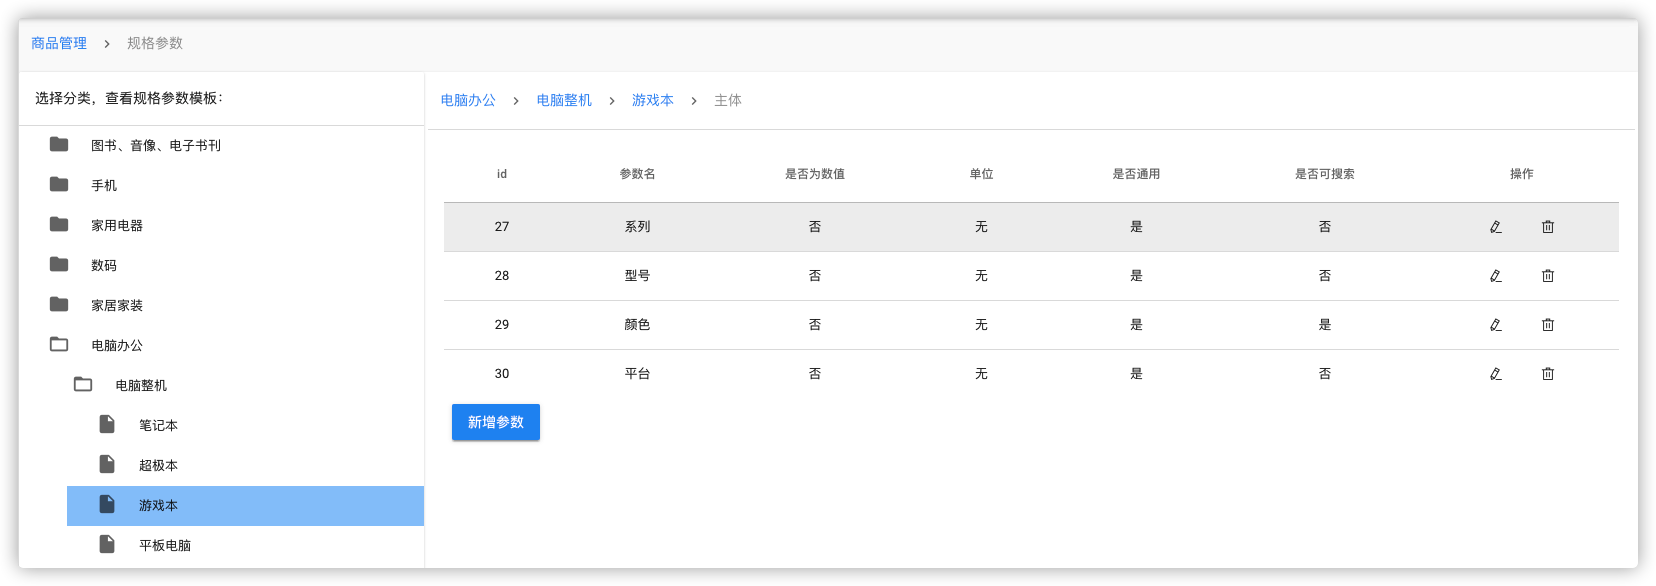 商品管理 > 规格参数
选择分类，查看规格参数模板：
图书、音像、电子书刊
手机
家用电器
数码
家居家装
电脑办公
电脑整机
笔记本
超极本
游戏本
平板电脑
电脑办公 > 电脑整机 > 游戏本 > 主体
id 参数名 是否为数值 单位 是否通用 是否可搜索 操作
27 系列 否 无 是 否
28 型号 否 无 是 否
29 颜色 否 无 是 是
30 平台 否 无 是 否
新增参数